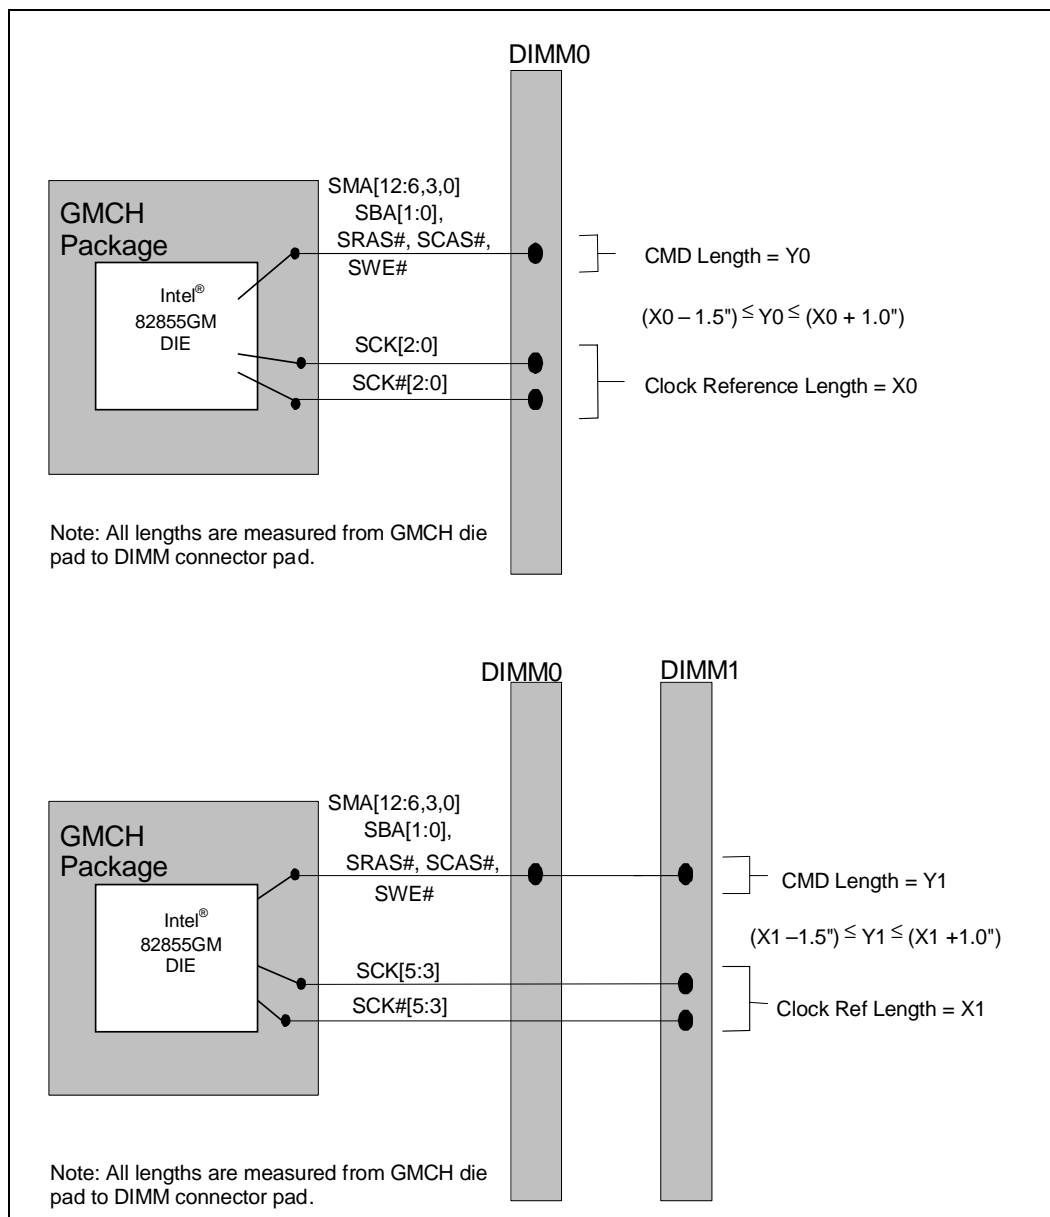 DIMM0
SMA[12:6,3,0]
SBA[1:0],
SRAS#, SCAS#,
SWE#
GMCH
Package
Intel®
82855GM
DIE
CMD Length = Y0
(X0 – 1.5") ≤ Y0 ≤ (X0 + 1.0")
SCK[2:0]
SCK#[2:0]
Clock Reference Length = X0
Note: All lengths are measured from GMCH die
pad to DIMM connector pad.
DIMM0
DIMM1
SMA[12:6,3,0]
SBA[1:0],
SRAS#, SCAS#,
SWE#
GMCH
Package
Intel®
82855GM
DIE
CMD Length = Y1
(X1 –1.5") ≤ Y1 ≤ (X1 +1.0")
SCK[5:3]
SCK#[5:3]
Clock Ref Length = X1
Note: All lengths are measured from GMCH die
pad to DIMM connector pad.